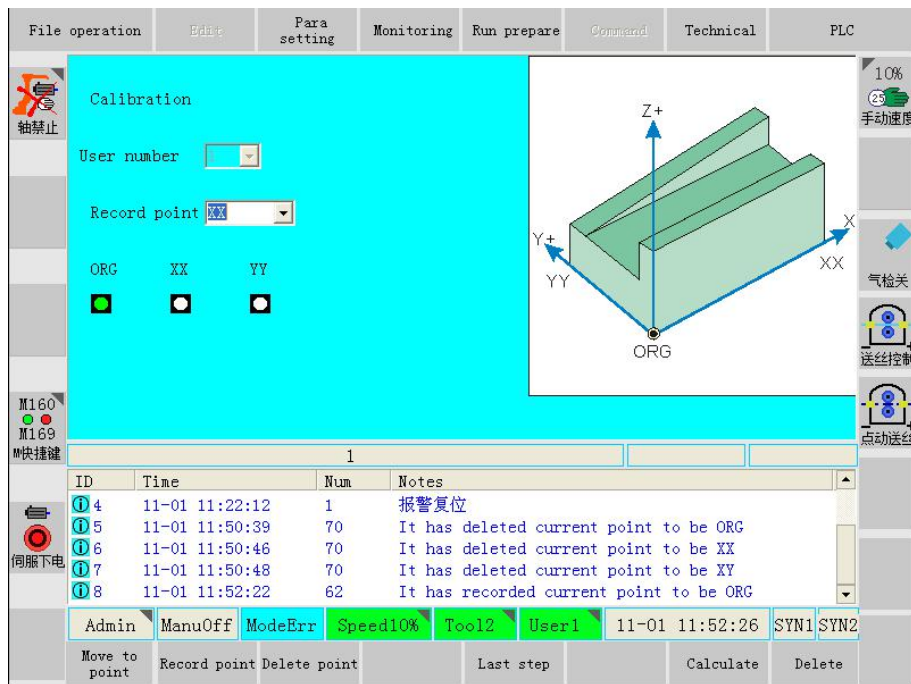 File operation Edit Para setting Monitoring Run prepare Command Technical PLC
轴禁止
M160
M169
M快捷键
伺服下电
Calibration
User number 1
Record point XX
ORG XX YY
Z+
Y+
YY
X
XX
ORG
10%
25
手动速度
气检关
送丝控制
点动送丝
1
ID Time Num Notes
4 11-01 11:22:12 1 报警复位
5 11-01 11:50:39 70 It has deleted current point to be ORG
6 11-01 11:50:46 70 It has deleted current point to be XX
7 11-01 11:50:48 70 It has deleted current point to be XY
8 11-01 11:52:22 62 It has recorded current point to be ORG
Admin ManuOff ModeErr Speed10% Tool2 User1 11-01 11:52:26 SYN1 SYN2
Move to point Record point Delete point Last step Calculate Delete